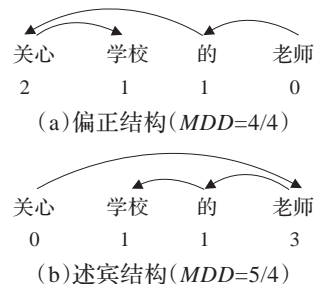 关心 学校 的 老师
2 1 1 0
(a)偏正结构(MDD=4/4)
关心 学校 的 老师
0 1 1 3
(b)述宾结构(MDD=5/4)